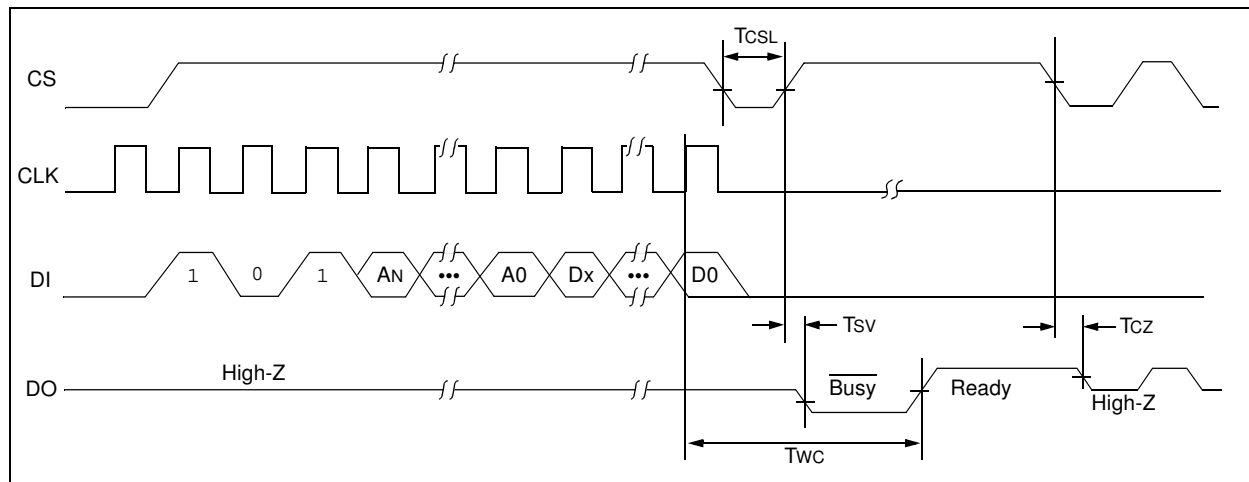 TCSL
CS
CLK
DI 1 0 1 AN ••• A0 Dx ••• D0
TSV TCZ
DO High-Z Busy Ready High-Z
TWC